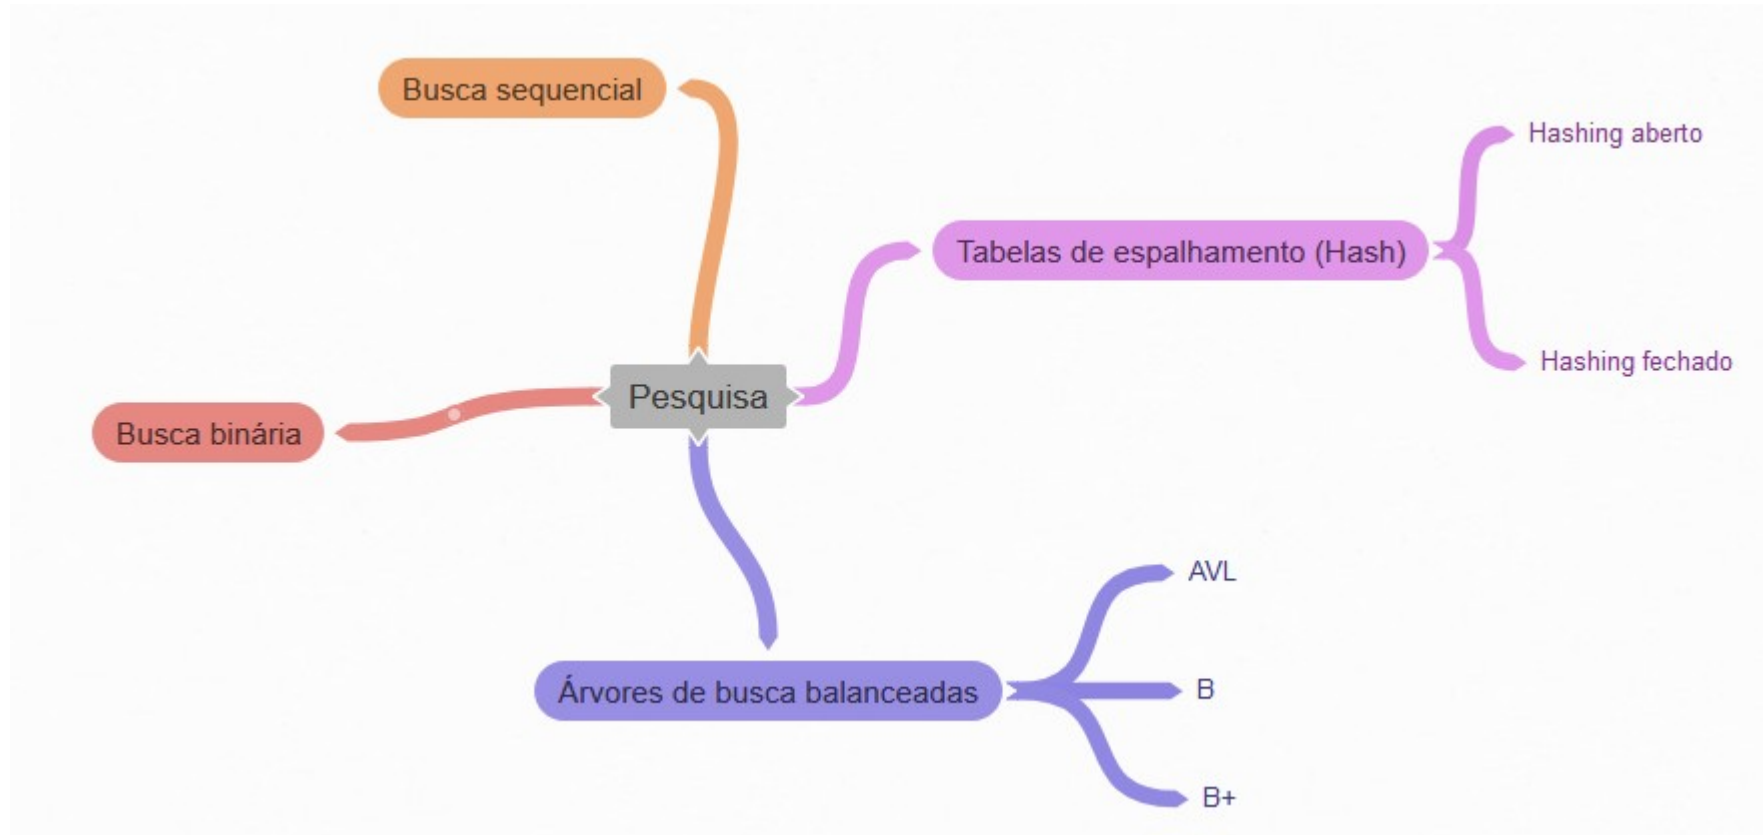 Busca sequencial
Hashing aberto
Tabelas de espalhamento (Hash)
Hashing fechado
Pesquisa
Busca binária
AVL
Árvores de busca balanceadas
B
B+